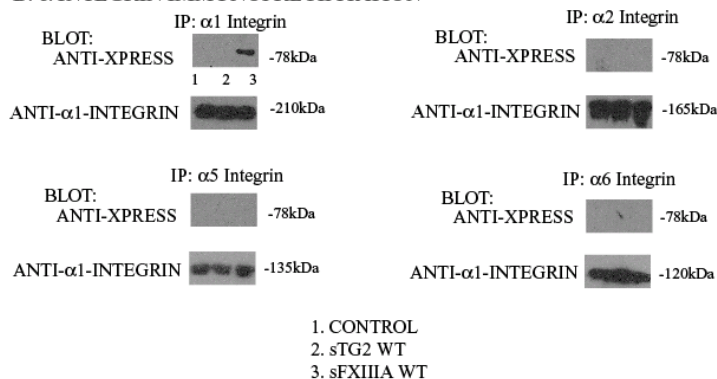 IP: α1 Integrin
BLOT:
ANTI-XPRESS
-78kDa
1 2 3
ANTI-α1-INTEGRIN
-210kDa
IP: α2 Integrin
BLOT:
ANTI-XPRESS
-78kDa
ANTI-α1-INTEGRIN
-165kDa
IP: α5 Integrin
BLOT:
ANTI-XPRESS
-78kDa
ANTI-α1-INTEGRIN
-135kDa
IP: α6 Integrin
BLOT:
ANTI-XPRESS
-78kDa
ANTI-α1-INTEGRIN
-120kDa
1. CONTROL
2. sTG2 WT
3. sFXIIIA WT